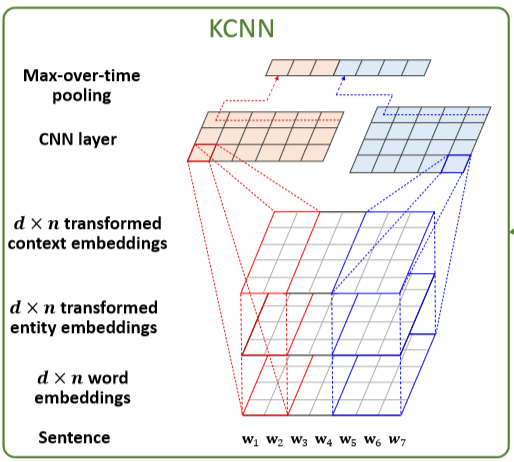 KCNN
Max-over-time
pooling
CNN layer
d × n transformed
context embeddings
d × n transformed
entity embeddings
d × n word
embeddings
Sentence w₁ w₂ w₃ w₄ w₅ w₆ w₇